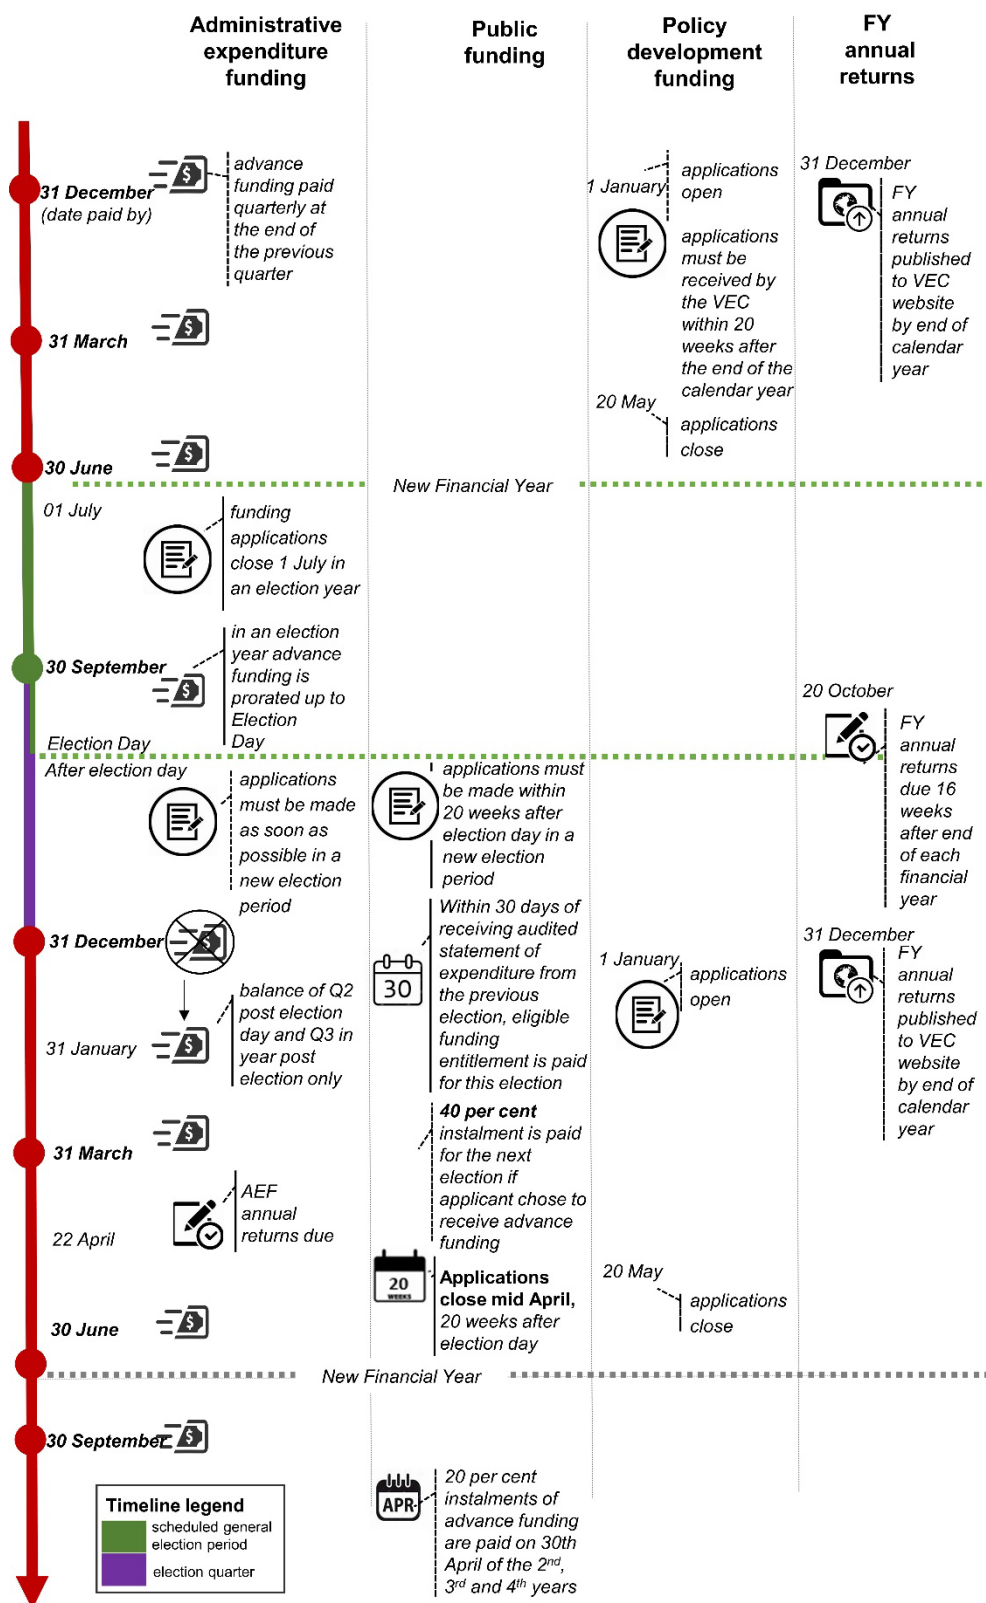 Administrative
expenditure
funding
Public
funding
Policy
development
funding
FY
annual
returns
31 December
(date paid by)
$
advance
funding paid
quarterly at
the end of
the previous
quarter
1 January
applications
open
applications
must be
received by
the VEC
within 20
weeks after
the end of the
calendar year
31 December
FY
annual
returns
published
to VEC
website
by end of
calendar
year
31 March
$
20 May
applications
close
30 June
$
New Financial Year
01 July
funding
applications
close 1 July in
an election year
30 September
$
in an election
year advance
funding is
prorated up to
Election
Day
20 October
FY
annual
returns
due 16
weeks
after end
of each
financial
year
Election Day
After election day
applications
must be made
as soon as
possible in a
new election
period
applications must
be made within
20 weeks after
election day in a
new election
period
31 December
$
30
Within 30 days of
receiving audited
statement of
expenditure from
the previous
election, eligible
funding
entitlement is paid
for this election
1 January
applications
open
31 December
FY
annual
returns
published
to VEC
website
by end of
calendar
year
31 January
$
balance of Q2
post election
day and Q3 in
year post
election only
31 March
$
40 per cent
instalment is paid
for the next
election if
applicant chose to
receive advance
funding
22 April
AEF
annual
returns due
20
WEEKS
Applications
close mid April,
20 weeks after
election day
20 May
applications
close
30 June
$
New Financial Year
30 September
$
APR
20 per cent
instalments of
advance funding
are paid on 30th
April of the 2nd,
3rd and 4th years
Timeline legend
scheduled general
election period
election quarter